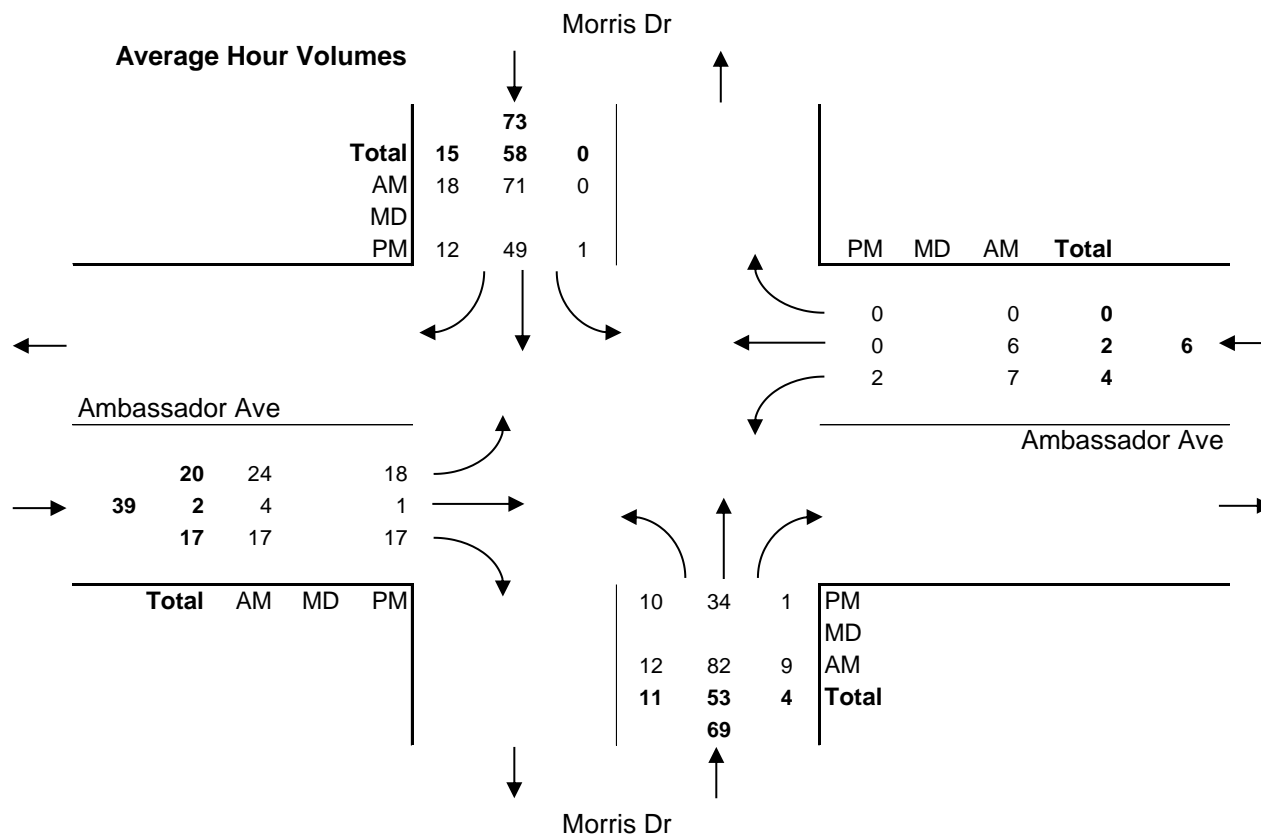 Morris Dr
Average Hour Volumes
73
Total 15 58 0
AM 18 71 0
MD
PM 12 49 1
PM MD AM Total
0 0 0
0 6 2 6
2 7 4
Ambassador Ave
Ambassador Ave
20 24 18
39 2 4 1
17 17 17
Total AM MD PM
10 34 1 PM
MD
12 82 9 AM
11 53 4 Total
69
Morris Dr